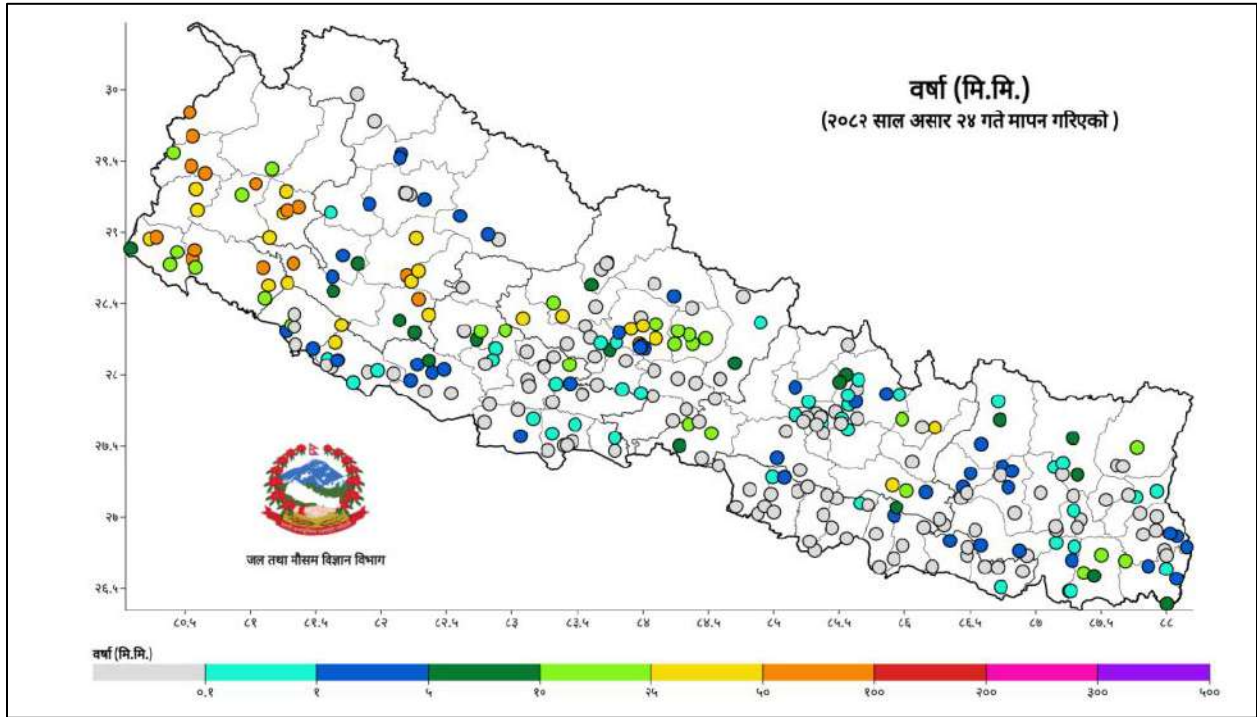 वर्षा (मि.मि.)
(२०८२ साल असार २४ गते मापन गरिएको )
३०
२९.५
२९
२८.५
२८
२७.५
२७
२६.५
जल तथा मौसम विज्ञान विभाग
८०.५ ८१ ८१.५ ८२ ८२.५ ८३ ८३.५ ८४ ८४.५ ८५ ८५.५ ८६ ८६.५ ८७ ८७.५ ८८
वर्षा (मि.मि.)
०.१ १ ५ १० २५ ५० १०० २०० ३०० ५००